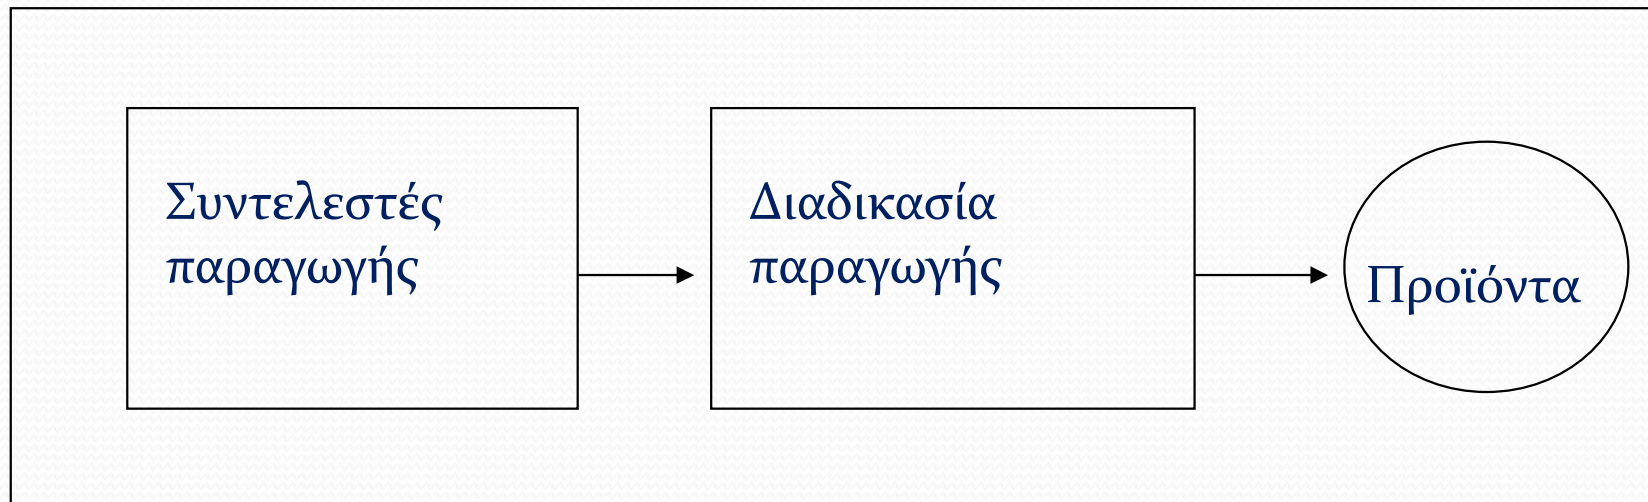 Συντελεστές
παραγωγής
Διαδικασία
παραγωγής
Προϊόντα